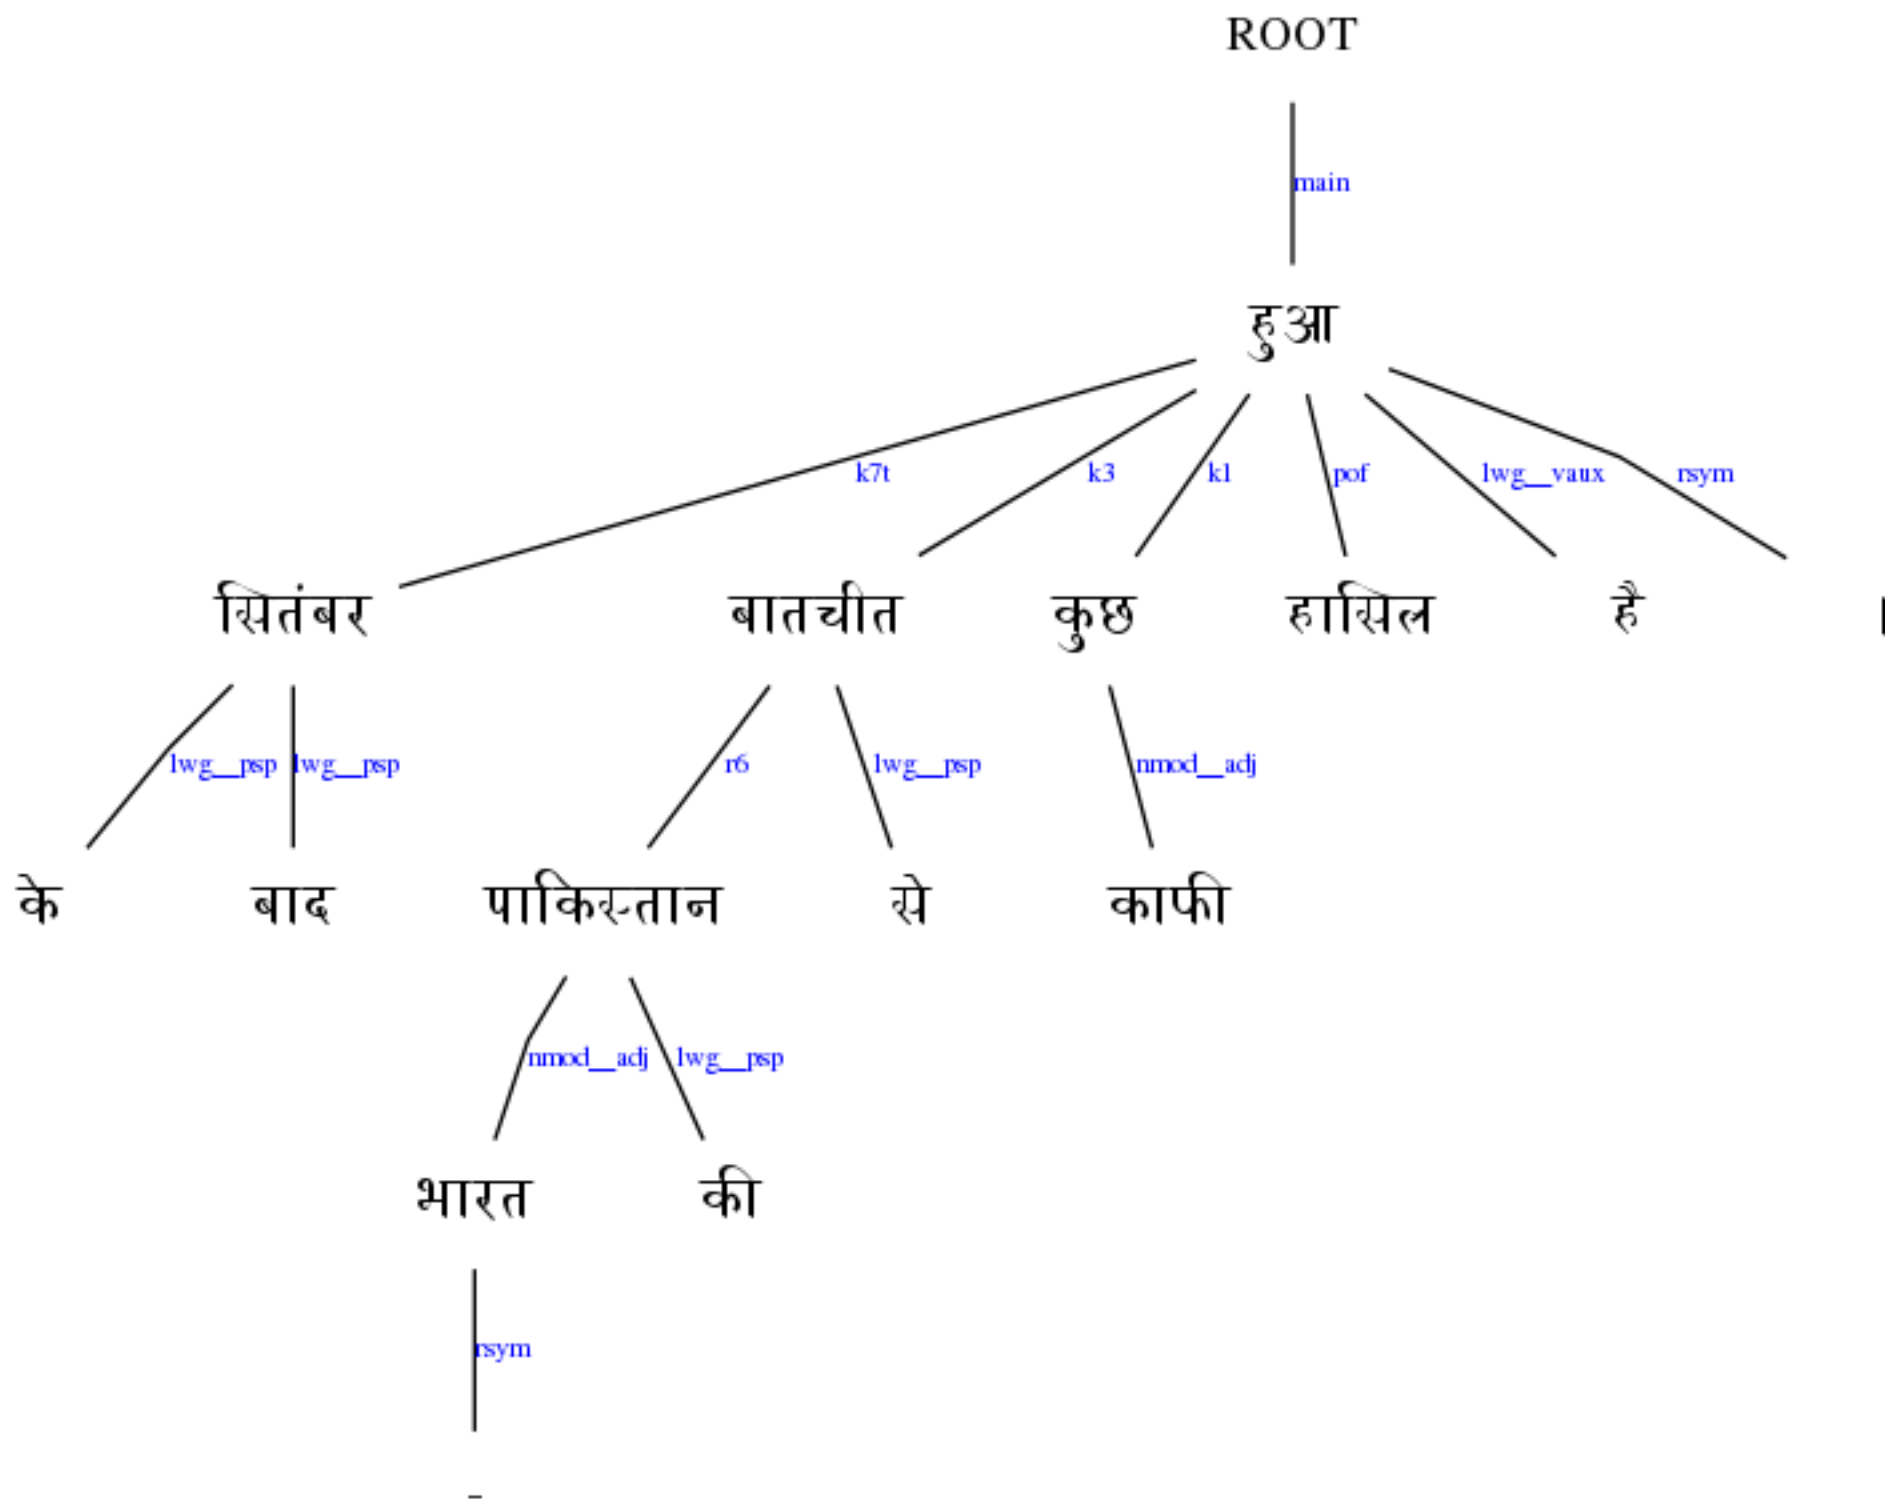 ROOT
main
हुआ
k7t k3 k1 pof lwg__vaux rsym
सितंबर बातचीत कुछ हासिल है ।
lwg__psp lwg__psp r6 lwg__psp nmod__adj
के बाद पाकिस्तान से काफी
nmod__adj lwg__psp
भारत की
rsym
-